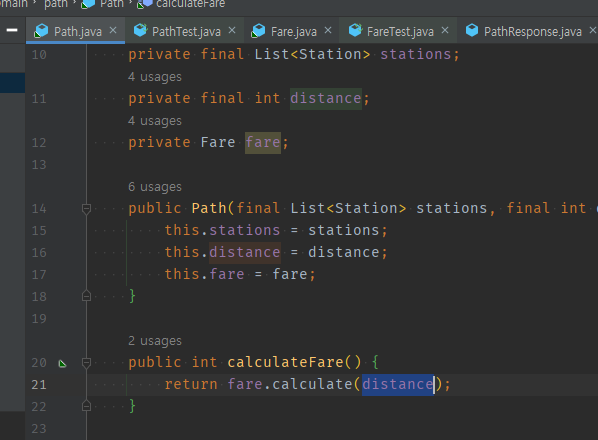 omain › path › Path › calculateFare
Path.java × PathTest.java × Fare.java × FareTest.java × PathResponse.java ×
10 private final List<Station> stations;
4 usages
11 private final int distance;
4 usages
12 private Fare fare;
13
6 usages
14 public Path(final List<Station> stations, final int
15 this.stations = stations;
16 this.distance = distance;
17 this.fare = fare;
18 }
19
2 usages
20 public int calculateFare() {
21 return fare.calculate(distance);
22 }
23